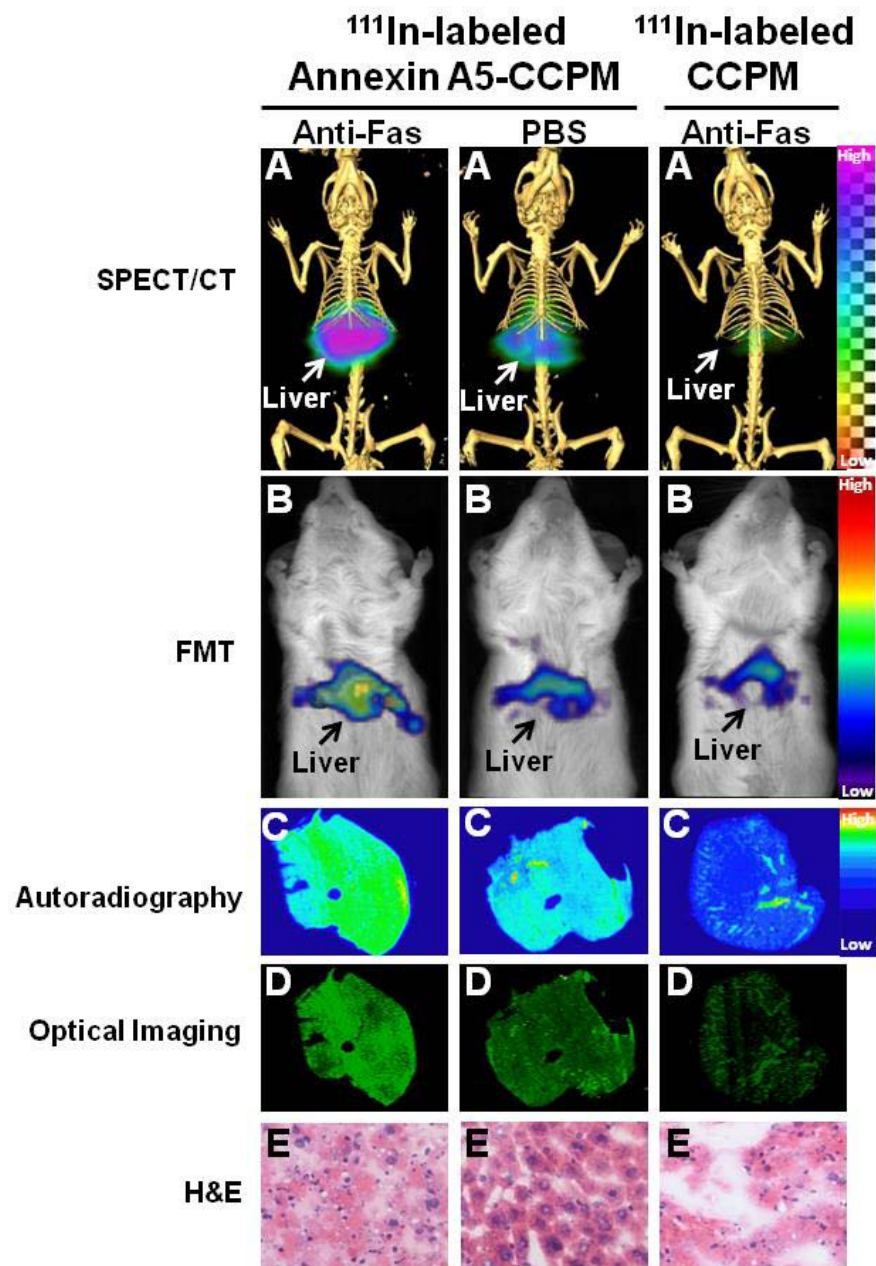 ¹¹¹In-labeled
Annexin A5-CCPM
¹¹¹In-labeled
CCPM
Anti-Fas
PBS
Anti-Fas
SPECT/CT
A
A
A
High
Liver
Liver
Liver
Low
FMT
B
B
B
High
Liver
Liver
Liver
Low
Autoradiography
C
C
C
High
Low
Optical Imaging
D
D
D
H&E
E
E
E